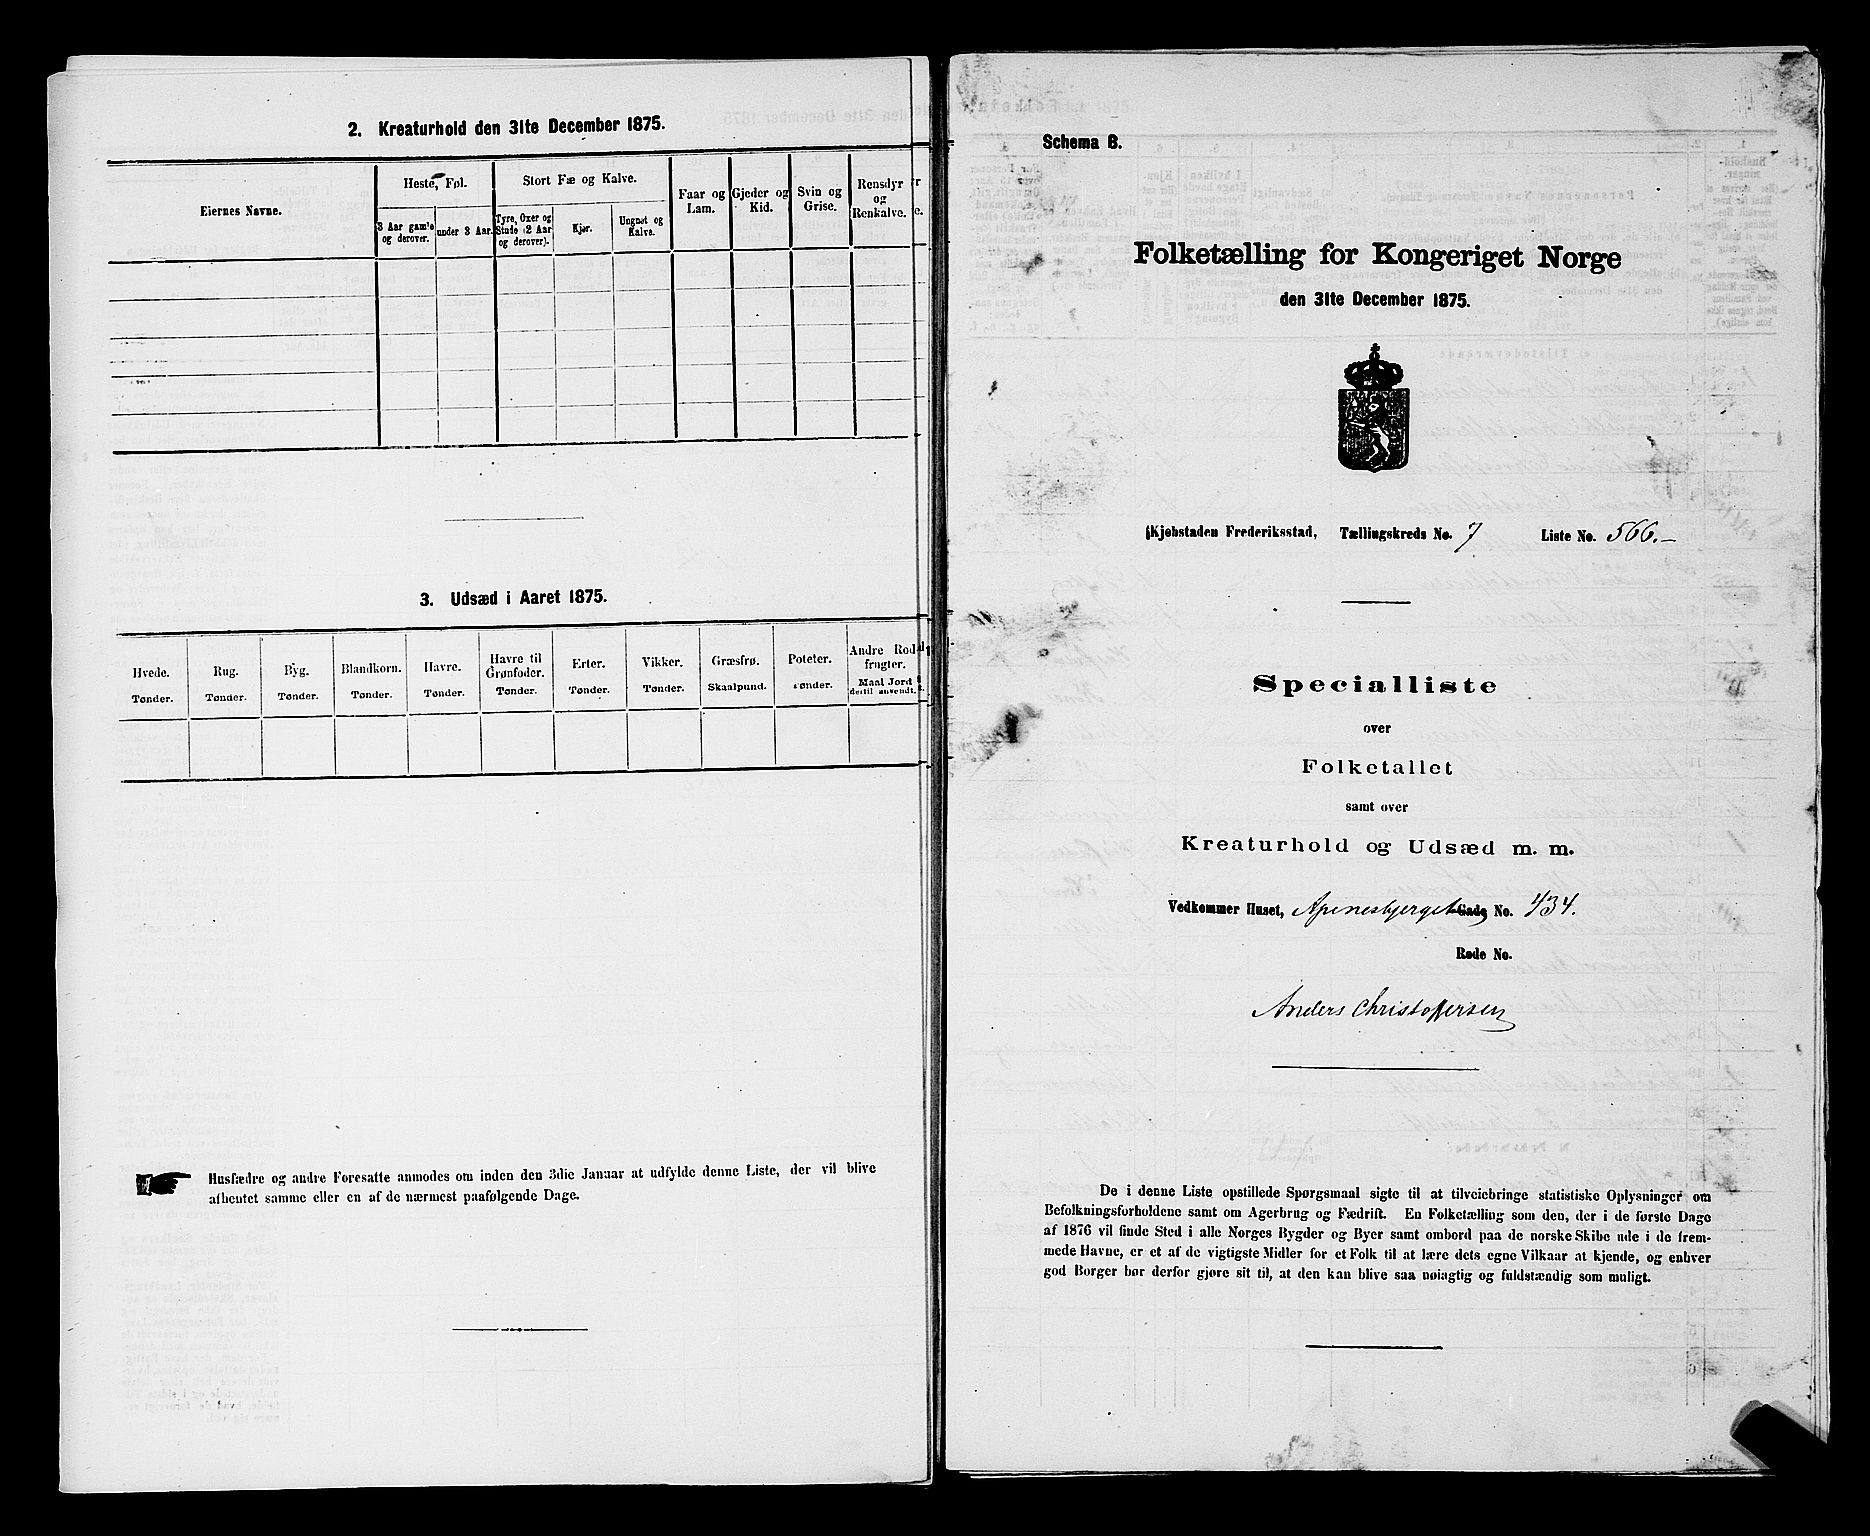 2. Kreaturhold den 31te December 1875.
Eiernes Navne.
Heste, Føl.
3 Aar gamle og derover.
under 3 Aar.
Stort Fæ og Kalve.
Tyre, Oxer og Stude (2 Aar og derover).
Kjør.
Ungnøt og Kalve.
Faar og Lam.
Gjeder og Kid.
Svin og Grise.
Rensdyr og Renkalve.
3. Udsæd i Aaret 1875.
Hvede. Tønder.
Rug. Tønder.
Byg. Tønder.
Blandkorn. Tønder.
Havre. Tønder.
Havre til Grønfoder. Tønder.
Erter. Tønder.
Vikker. Tønder.
Græsfrø. Skaalpund.
Poteter. Tønder.
Andre Rodfrugter. Maal Jord dertil anvendt.
Husfædre og andre Foresatte anmodes om inden den 3die Januar at udfylde denne Liste, der vil blive
afhentet samme eller en af de nærmest paafølgende Dage.
Schema B.
Folketælling for Kongeriget Norge
den 31te December 1875.
Kjøbstaden Frederiksstad, Tællingskreds No. 7 Liste No. 566.-
Specialliste
over
Folketallet
samt over
Kreaturhold og Udsæd m. m.
Vedkommer Huset, Apenesbjerget Gade No. 434.
Rode No.
Anders Christoffersen
De i denne Liste opstillede Spørgsmaal sigte til at tilveiebringe statistiske Oplysninger om
Befolkningsforholdene samt om Agerbrug og Fædrift. En Folketælling som den, der i de første Dage
af 1876 vil finde Sted i alle Norges Bygder og Byer samt ombord paa de norske Skibe ude i de frem-
mede Havne, er et af de vigtigste Midler for et Folk til at lære dets egne Vilkaar at kjende, og enhver
god Borger bør derfor gjøre sit til, at den kan blive saa nøiagtig og fuldstændig som muligt.